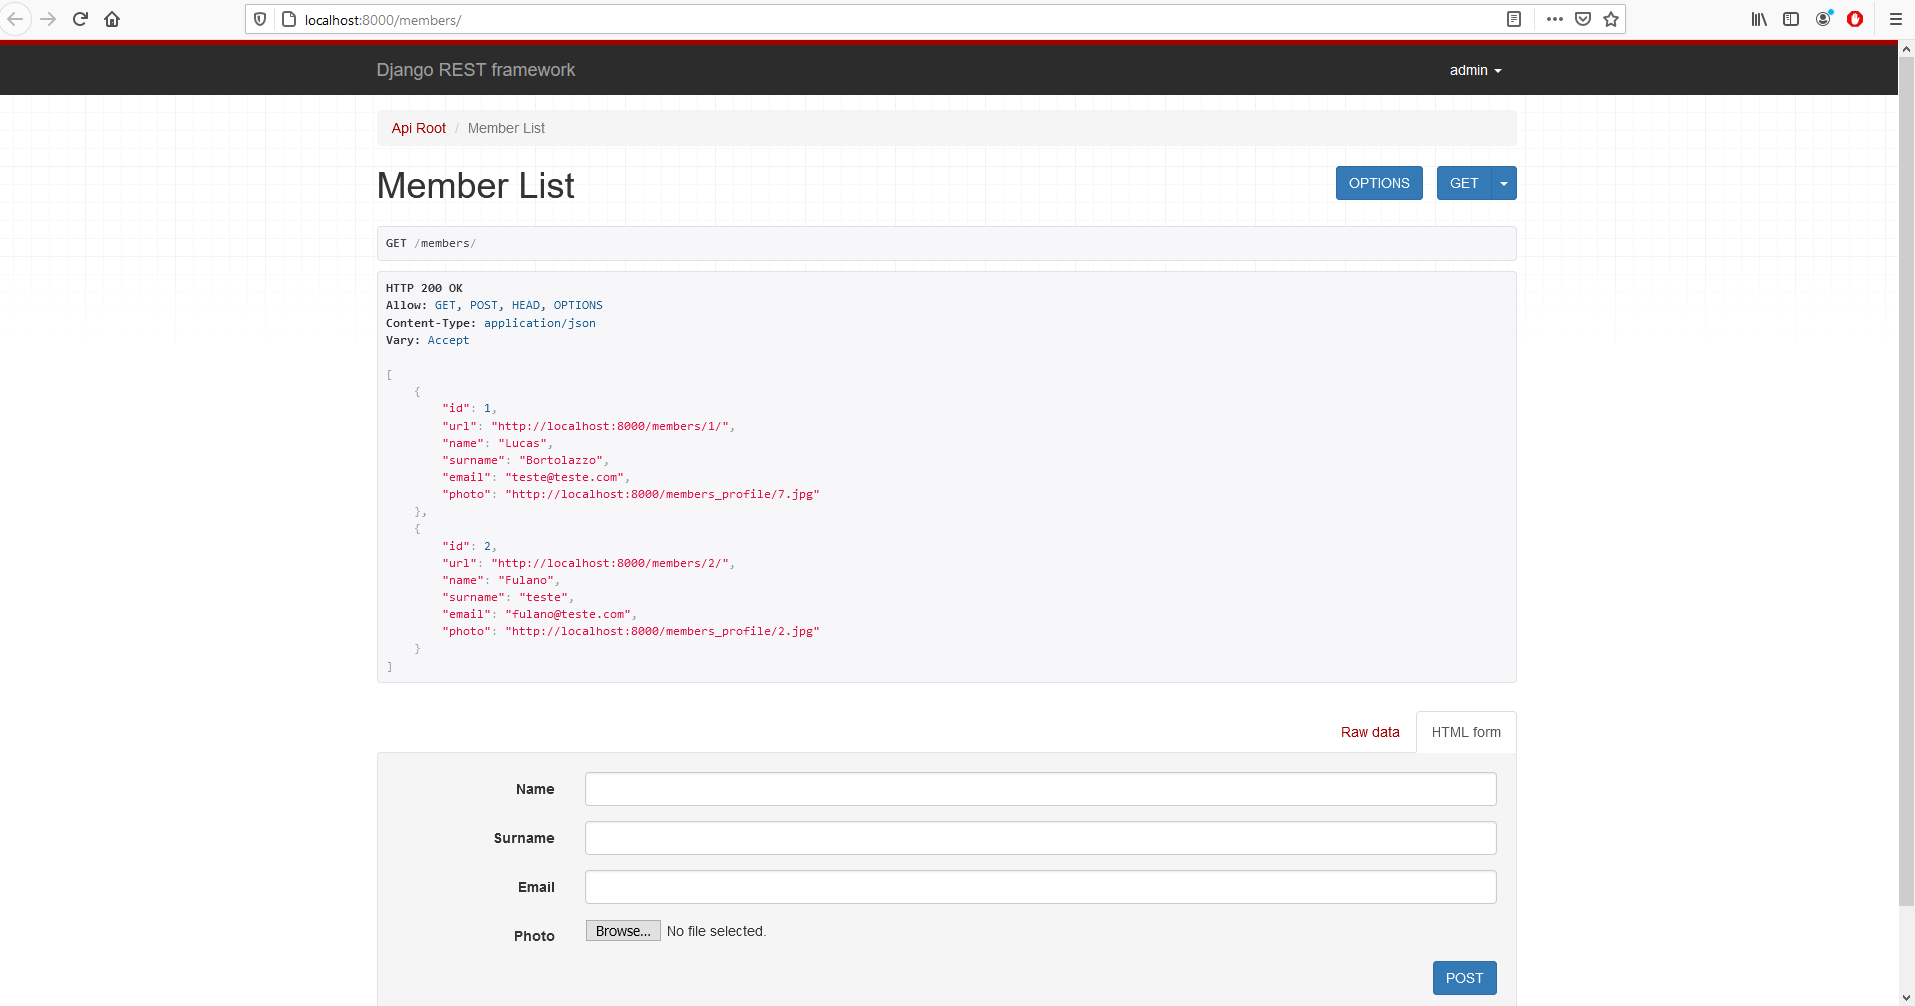 localhost:8000/members/
Django REST framework
admin
Api Root / Member List
Member List
OPTIONS
GET
GET /members/
HTTP 200 OK
Allow: GET, POST, HEAD, OPTIONS
Content-Type: application/json
Vary: Accept
[
    {
        "id": 1,
        "url": "http://localhost:8000/members/1/",
        "name": "Lucas",
        "surname": "Bortolazzo",
        "email": "teste@teste.com",
        "photo": "http://localhost:8000/members_profile/7.jpg"
    },
    {
        "id": 2,
        "url": "http://localhost:8000/members/2/",
        "name": "Fulano",
        "surname": "teste",
        "email": "fulano@teste.com",
        "photo": "http://localhost:8000/members_profile/2.jpg"
    }
]
Raw data
HTML form
Name
Surname
Email
Photo
Browse... No file selected.
POST